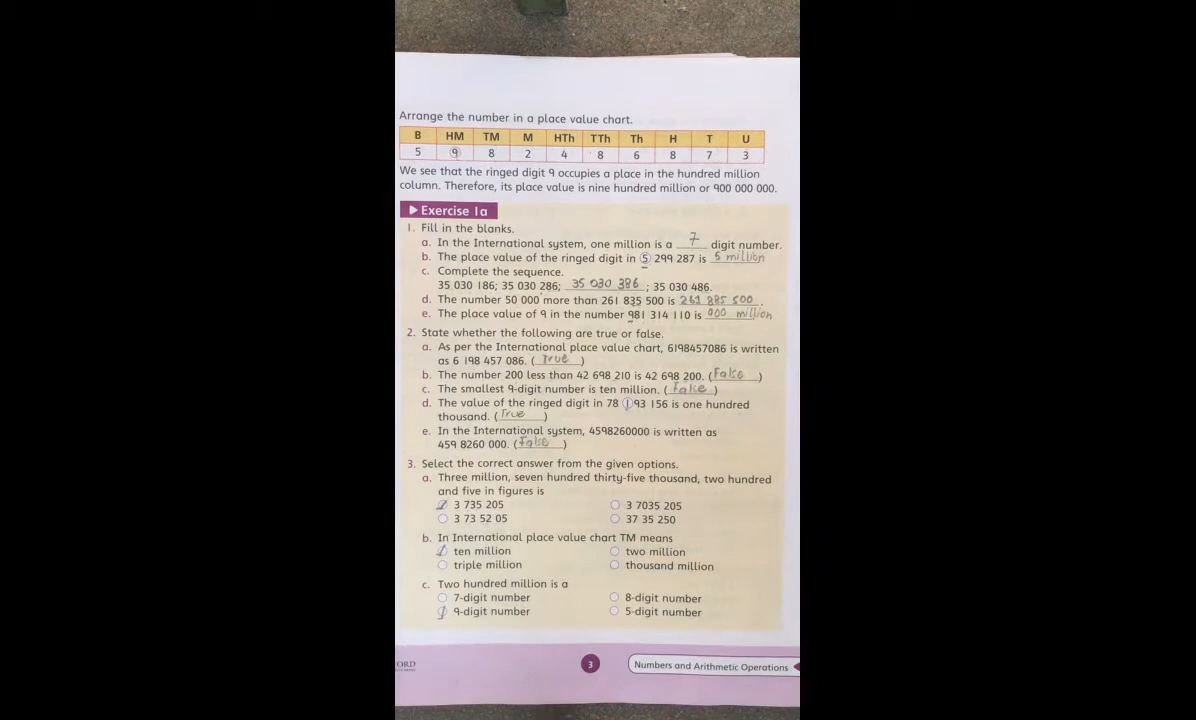 Arrange the number in a place value chart.
B HM TM M HTh TTh Th H T U
5 9 8 2 4 8 6 8 7 3
We see that the ringed digit 9 occupies a place in the hundred million
column. Therefore, its place value is nine hundred million or 900 000 000.
Exercise 1a
1. Fill in the blanks.
a. In the International system, one million is a 7 digit number.
b. The place value of the ringed digit in 5 299 287 is 5 million
c. Complete the sequence.
35 030 186; 35 030 286; 35 030 386; 35 030 486.
d. The number 50 000 more than 261 835 500 is 261 885 500.
e. The place value of 9 in the number 981 314 110 is 900 million
2. State whether the following are true or false.
a. As per the International place value chart, 6198457086 is written
as 6 198 457 086. (True)
b. The number 200 less than 42 698 210 is 42 698 200. (False)
c. The smallest 9-digit number is ten million. (False)
d. The value of the ringed digit in 78 193 156 is one hundred
thousand. (True)
e. In the International system, 4598260000 is written as
459 8260 000. (False)
3. Select the correct answer from the given options.
a. Three million, seven hundred thirty-five thousand, two hundred
and five in figures is
3 735 205 3 7035 205
3 73 52 05 37 35 250
b. In International place value chart TM means
ten million two million
triple million thousand million
c. Two hundred million is a
7-digit number 8-digit number
9-digit number 5-digit number
ORD 3 Numbers and Arithmetic Operations